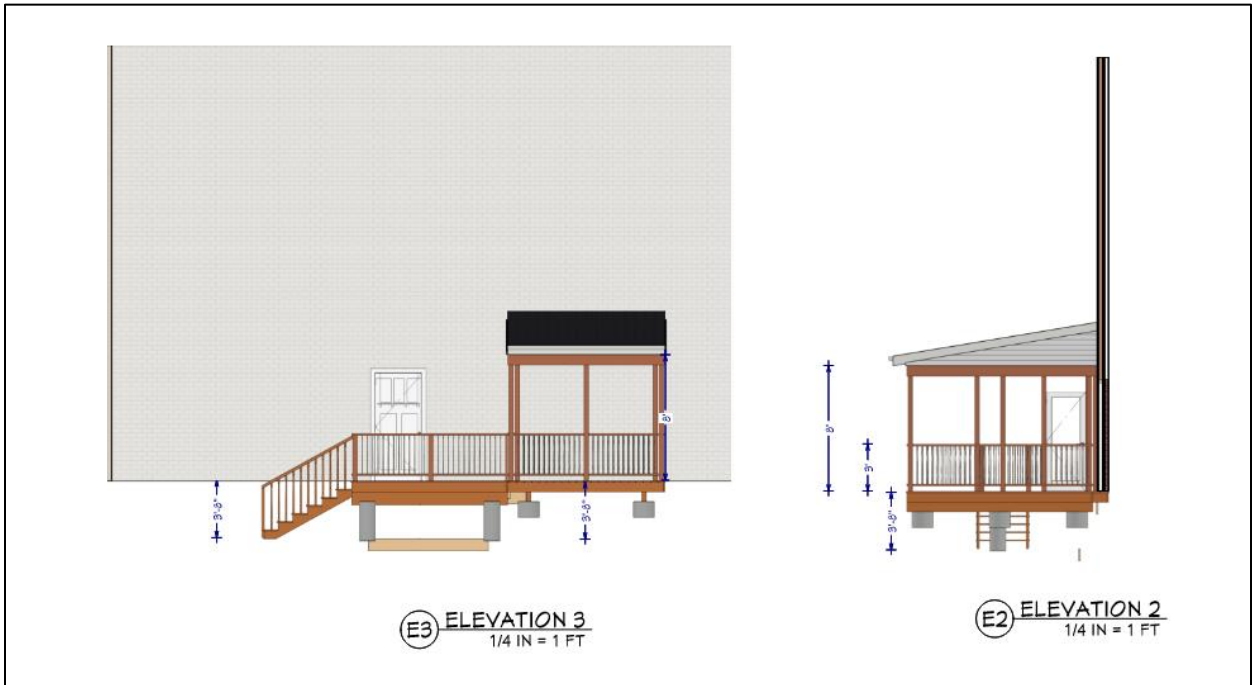 8'
3'-8"
3'-8"
E3
ELEVATION 3
1/4 IN = 1 FT
8'
3'
3'-8"
E2
ELEVATION 2
1/4 IN = 1 FT